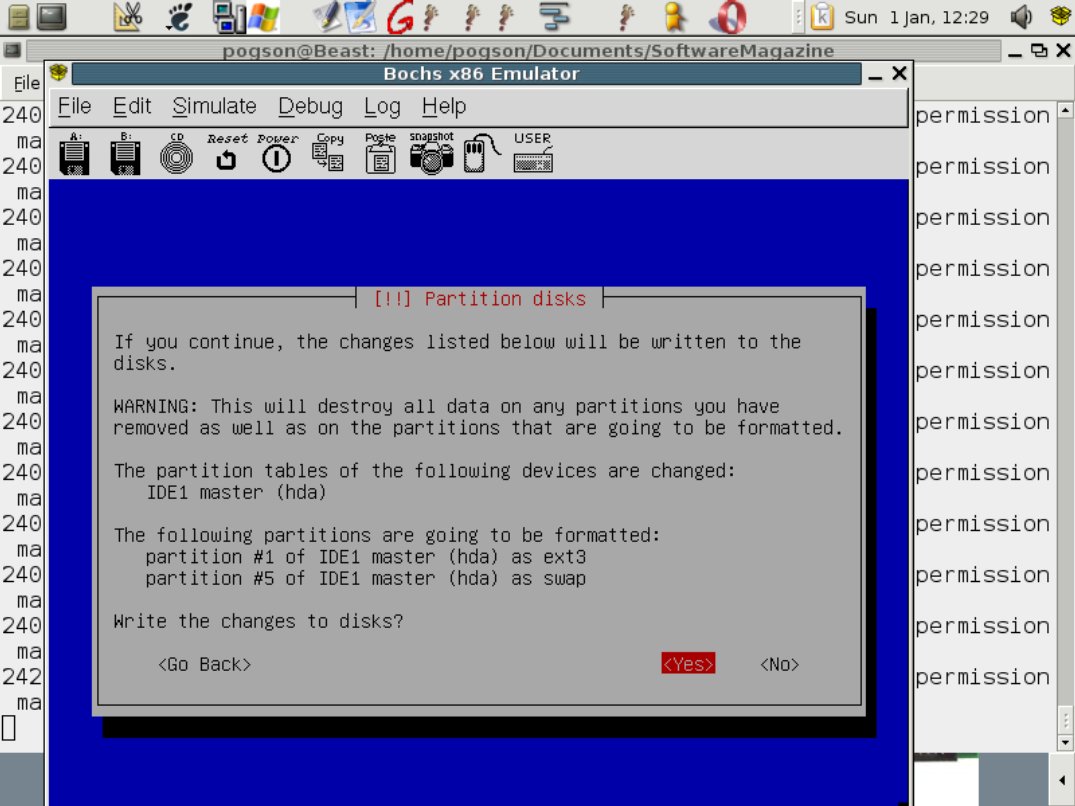 Sun 1 Jan, 12:29
pogson@Beast: /home/pogson/Documents/SoftwareMagazine
Bochs x86 Emulator
File
File Edit Simulate Debug Log Help
A: B: CD Reset Power Copy Paste snapshot USER
240 permission
ma
240 permission
ma
240 permission
ma
240 permission
ma
240 permission
ma
240 permission
ma
240 permission
ma
240 permission
ma
240 permission
ma
240 permission
ma
240 permission
ma
242 permission
ma
[!!] Partition disks
If you continue, the changes listed below will be written to the
disks.
WARNING: This will destroy all data on any partitions you have
removed as well as on the partitions that are going to be formatted.
The partition tables of the following devices are changed:
IDE1 master (hda)
The following partitions are going to be formatted:
partition #1 of IDE1 master (hda) as ext3
partition #5 of IDE1 master (hda) as swap
Write the changes to disks?
<Go Back> <Yes> <No>